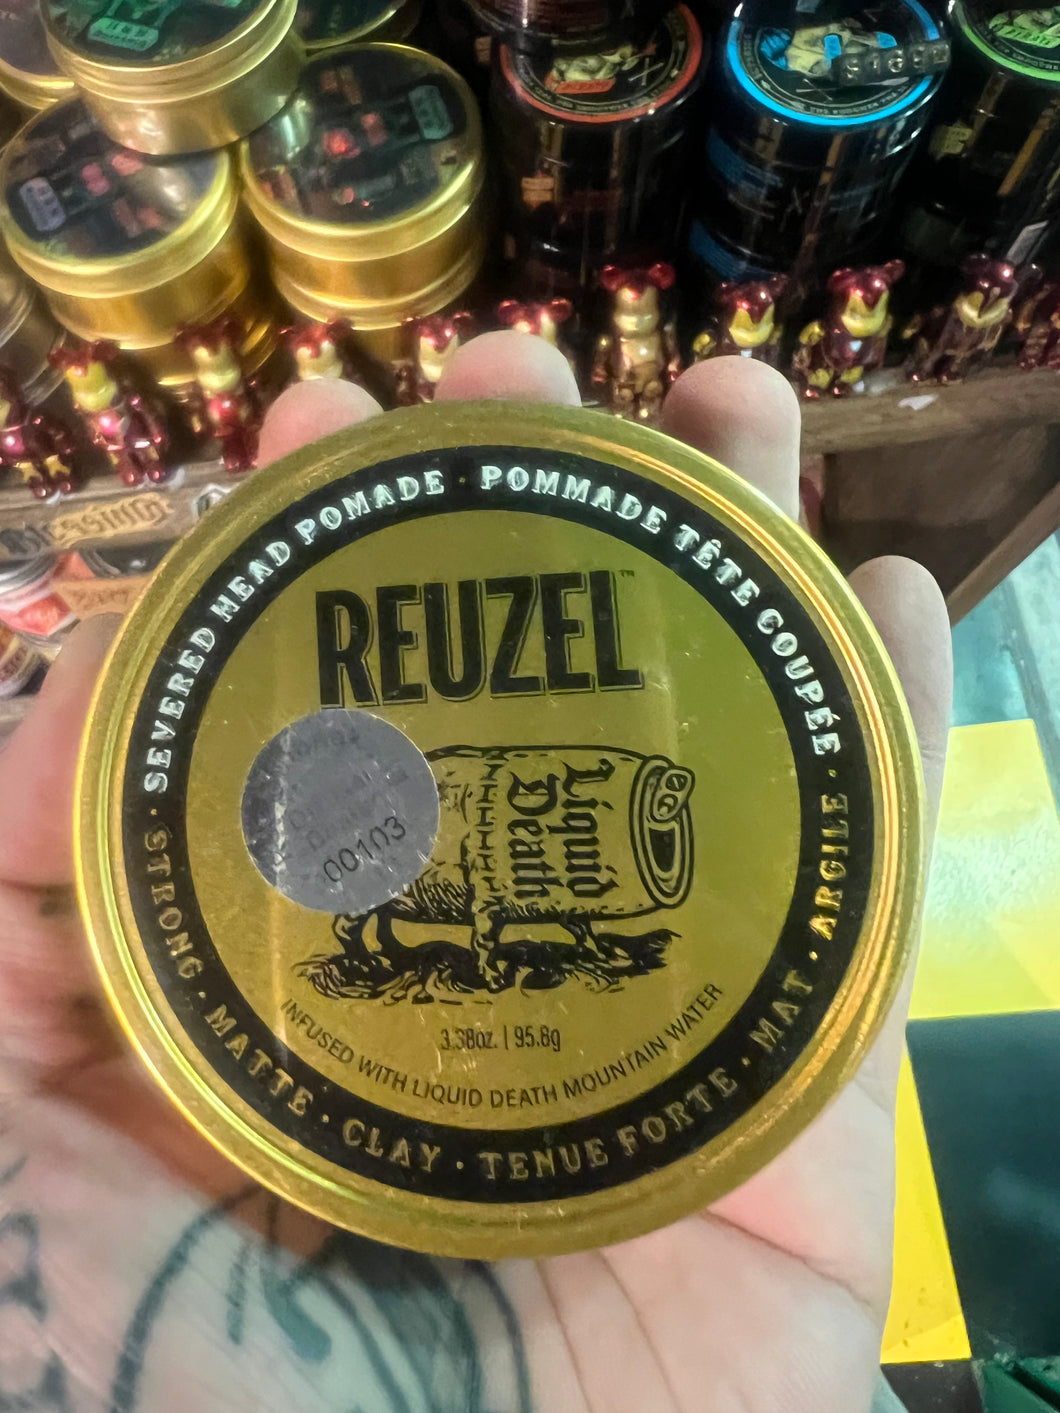 SEVERED HEAD POMADE · POMMADE TÊTE COUPÉE ·
REUZEL™
Liquid
Death
00103
3.38oz. | 95.8g
INFUSED WITH LIQUID DEATH MOUNTAIN WATER
· STRONG · MATTE · CLAY · TENUE FORTE · MAT · ARGILE ·